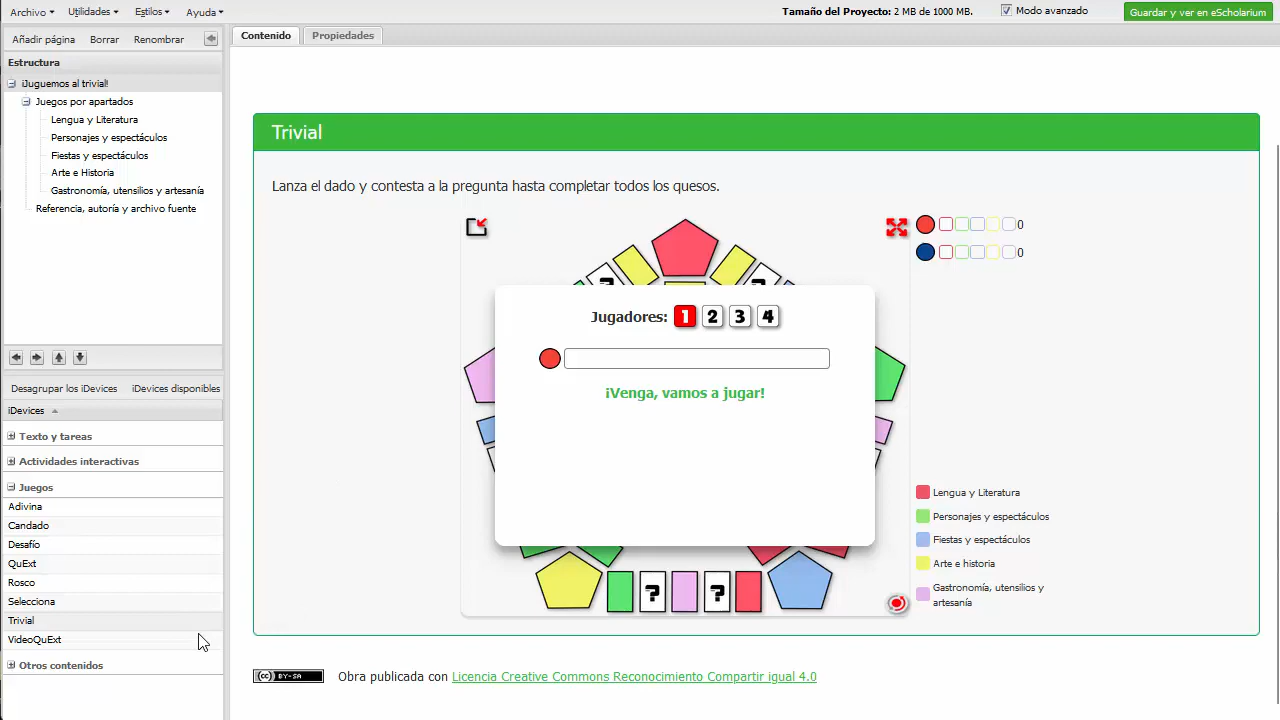 Archivo Utilidades Estilos Ayuda
Tamaño del Proyecto: 2 MB de 1000 MB.
Modo avanzado
Guardar y ver en eScholarium
Añadir página Borrar Renombrar
Contenido Propiedades
Estructura
¡Juguemos al trivial!
Juegos por apartados
Lengua y Literatura
Personajes y espectáculos
Fiestas y espectáculos
Arte e Historia
Gastronomía, utensilios y artesanía
Referencia, autoría y archivo fuente
Desagrupar los iDevices iDevices disponibles
iDevices
Texto y tareas
Actividades interactivas
Juegos
Adivina
Candado
Desafío
QuExt
Rosco
Selecciona
Trivial
VideoQuExt
Otros contenidos
Trivial
Lanza el dado y contesta a la pregunta hasta completar todos los quesos.
0
0
? ?
Jugadores: 1 2 3 4
¡Venga, vamos a jugar!
? ?
Lengua y Literatura
Personajes y espectáculos
Fiestas y espectáculos
Arte e historia
Gastronomía, utensilios y
artesanía
(cc) BY-SA
Obra publicada con Licencia Creative Commons Reconocimiento Compartir igual 4.0